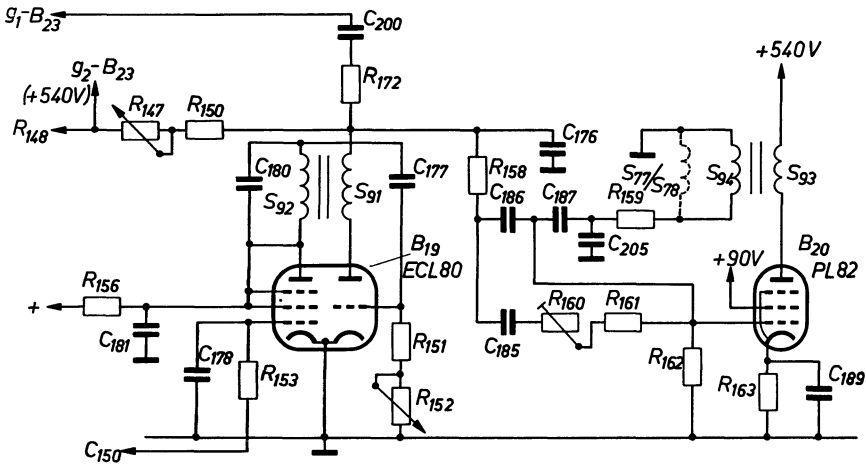 g1-B23
C200
+540V
g2-B23
(+540V)
R172
R147
R150
R148
C176
C180
S92
S91
C177
R158
C186
C187
R159
S77/S78
S94
S93
C205
B19
ECL80
B20
PL82
+90V
+
R156
C181
C178
R153
R151
R152
C185
R160
R161
R162
R163
C189
C150